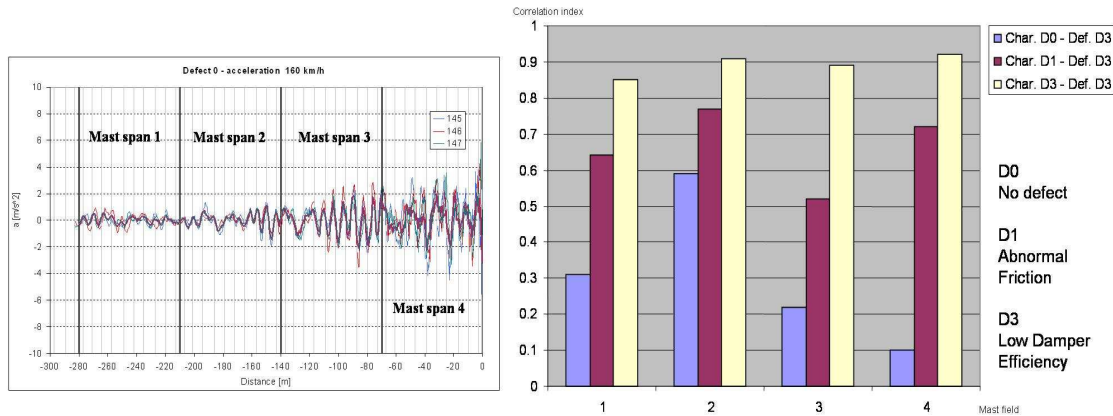 Defect 0 - acceleration 160 km/h
a [m/s^2]
10
8
6
4
2
0
-2
-4
-6
-8
-10
Mast span 1
Mast span 2
Mast span 3
Mast span 4
145
146
147
-300 -280 -260 -240 -220 -200 -180 -160 -140 -120 -100 -80 -60 -40 -20 0
Distance [m]
Correlation index
1
0.9
0.8
0.7
0.6
0.5
0.4
0.3
0.2
0.1
0
1 2 3 4
Mast field
Char. D0 - Def. D3
Char. D1 - Def. D3
Char. D3 - Def. D3
D0
No defect
D1
Abnormal
Friction
D3
Low Damper
Efficiency